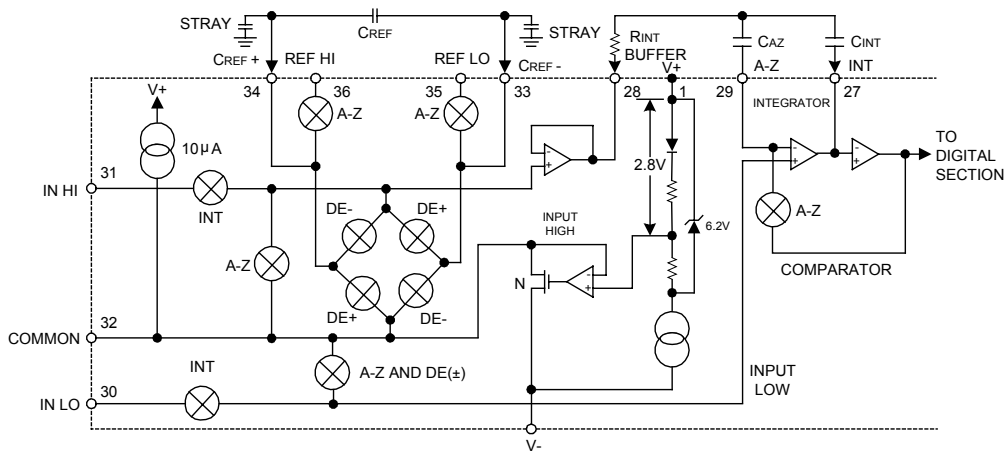 STRAY
CREF
STRAY
RINT
CAZ
CINT
CREF +
REF HI
REF LO
CREF -
BUFFER
V+
A-Z
INT
34
36
35
33
28
1
29
27
INTEGRATOR
V+
A-Z
A-Z
10µA
2.8V
TO
DIGITAL
SECTION
IN HI
31
INT
DE-
DE+
INPUT
HIGH
6.2V
A-Z
A-Z
COMPARATOR
N
DE+
DE-
COMMON
32
INT
A-Z AND DE(±)
INPUT
LOW
IN LO
30
V-
- + - + - - +